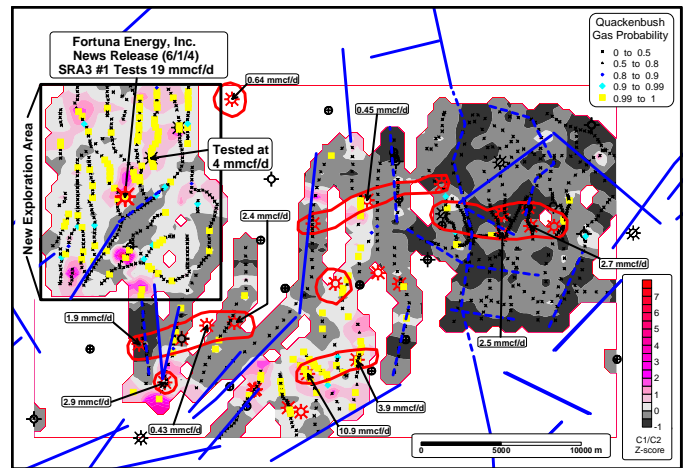 Fortuna Energy, Inc.
News Release (6/1/4)
SRA3 #1 Tests 19 mmcf/d
0.64 mmcf/d
Quackenbush
Gas Probability
0 to 0.5
0.5 to 0.8
0.8 to 0.9
0.9 to 0.99
0.99 to 1
0.45 mmcf/d
Tested at
4 mmcf/d
New Exploration Area
2.4 mmcf/d
2.7 mmcf/d
1.9 mmcf/d
2.5 mmcf/d
2.9 mmcf/d
0.43 mmcf/d
10.9 mmcf/d
3.9 mmcf/d
7
6
5
4
3
2
1
0
-1
C1/C2
Z-score
0 5000 10000 m